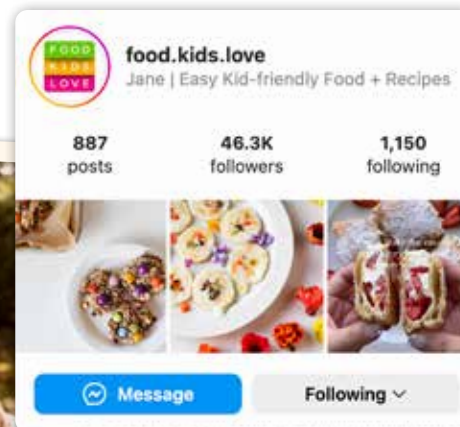 FOOD
KIDS
LOVE
food.kids.love
Jane | Easy Kid-friendly Food + Recipes
887
posts
46.3K
followers
1,150
following
Message
Following